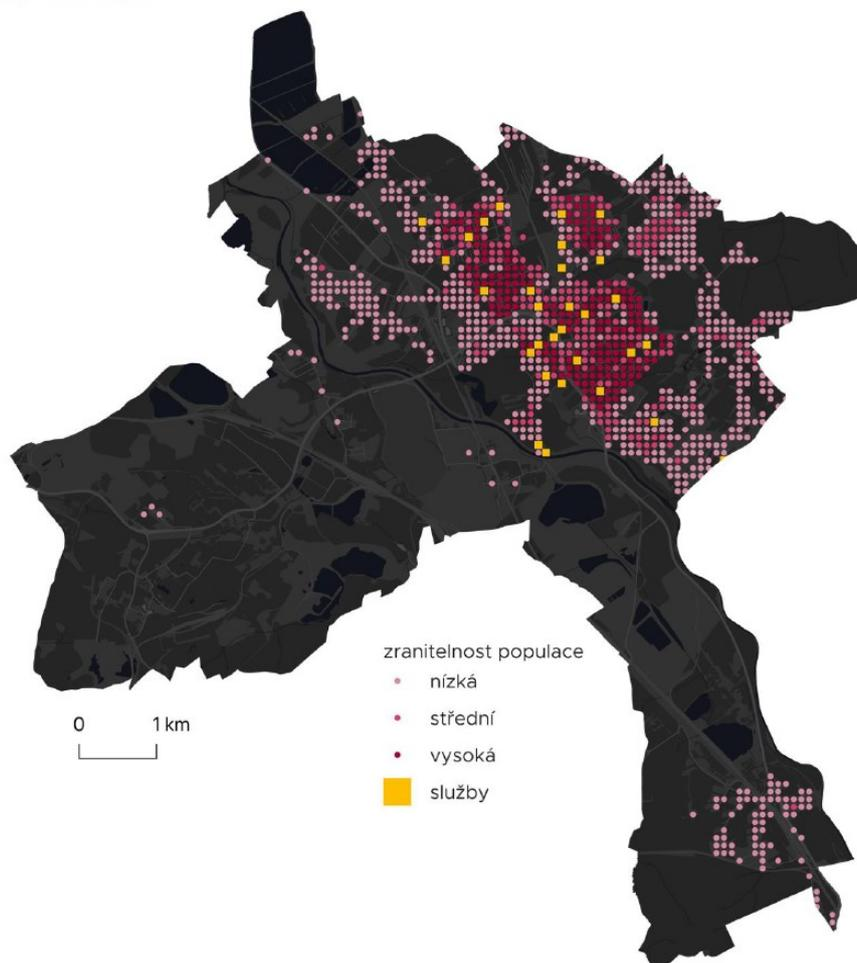 zranitelnost populace
nízká
střední
vysoká
služby
0 1 km